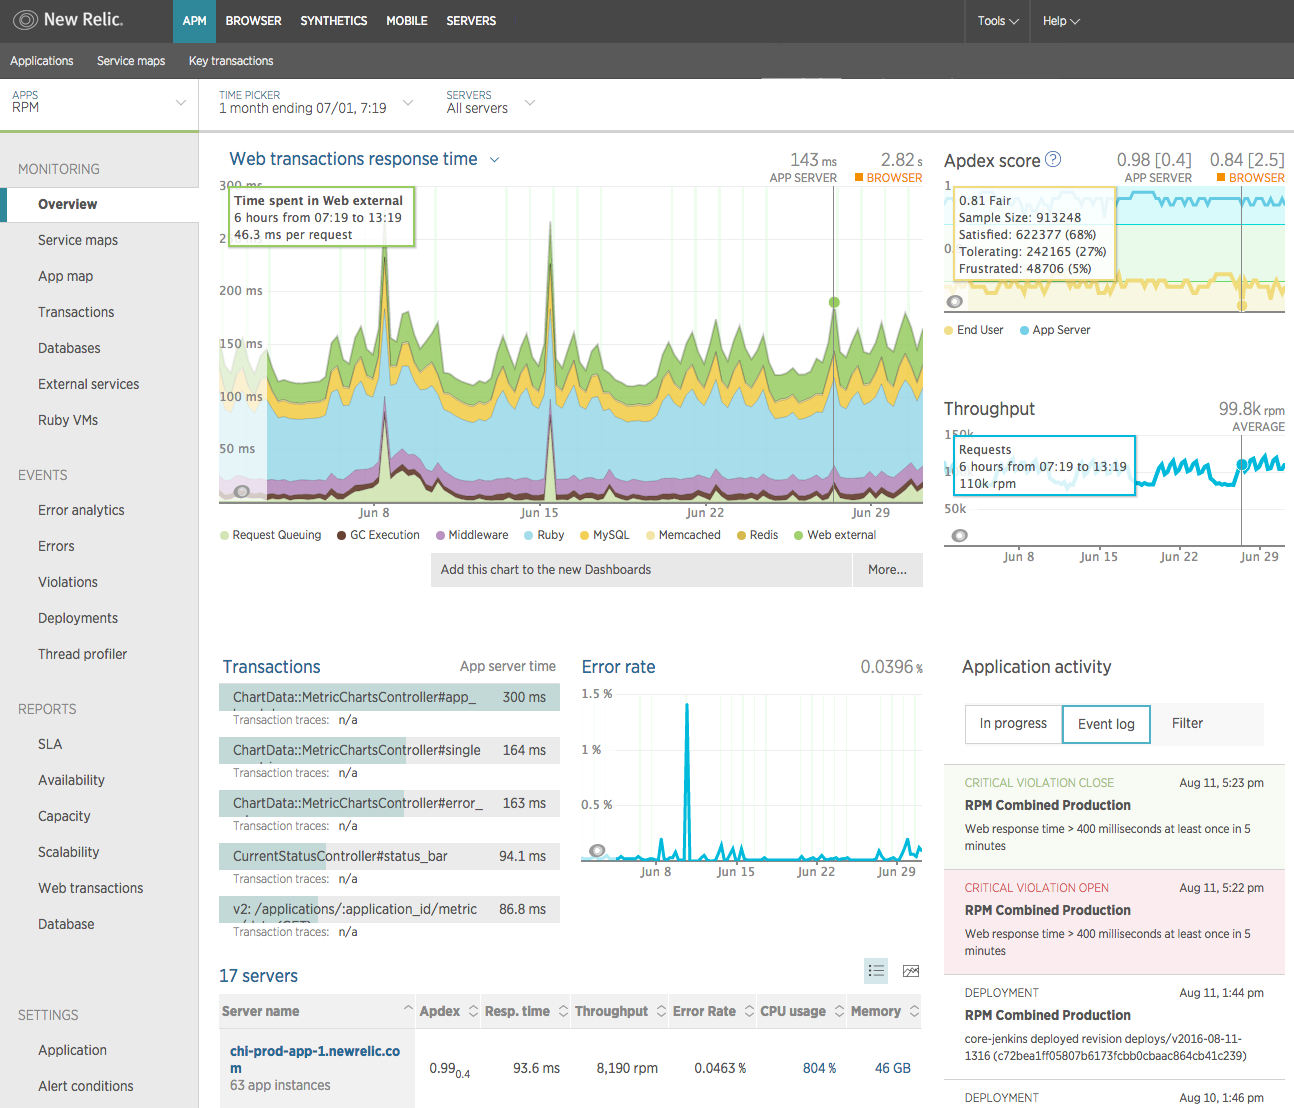 New Relic.
APM BROWSER SYNTHETICS MOBILE SERVERS
Tools Help
Applications Service maps Key transactions
APPS
RPM
TIME PICKER
1 month ending 07/01, 7:19
SERVERS
All servers
MONITORING
Overview
Service maps
App map
Transactions
Databases
External services
Ruby VMs
EVENTS
Error analytics
Errors
Violations
Deployments
Thread profiler
REPORTS
SLA
Availability
Capacity
Scalability
Web transactions
Database
SETTINGS
Application
Alert conditions
Web transactions response time
143 ms
APP SERVER
2.82 s
BROWSER
300 ms
Time spent in Web external
6 hours from 07:19 to 13:19
46.3 ms per request
200 ms
150 ms
100 ms
50 ms
Jun 8 Jun 15 Jun 22 Jun 29
Request Queuing GC Execution Middleware Ruby MySQL Memcached Redis Web external
Add this chart to the new Dashboards More...
Apdex score ?
0.98 [0.4]
APP SERVER
0.84 [2.5]
BROWSER
1
0.81 Fair
Sample Size: 913248
Satisfied: 622377 (68%)
Tolerating: 242165 (27%)
Frustrated: 48706 (5%)
End User App Server
Throughput
99.8k rpm
AVERAGE
150k
Requests
6 hours from 07:19 to 13:19
110k rpm
50k
Jun 8 Jun 15 Jun 22 Jun 29
Transactions App server time
ChartData::MetricChartsController#app_ 300 ms
Transaction traces: n/a
ChartData::MetricChartsController#single 164 ms
Transaction traces: n/a
ChartData::MetricChartsController#error_ 163 ms
Transaction traces: n/a
CurrentStatusController#status_bar 94.1 ms
Transaction traces: n/a
v2: /applications/:application_id/metric 86.8 ms
Transaction traces: n/a
Error rate 0.0396 %
1.5 %
1 %
0.5 %
Jun 8 Jun 15 Jun 22 Jun 29
Application activity
In progress Event log Filter
CRITICAL VIOLATION CLOSE Aug 11, 5:23 pm
RPM Combined Production
Web response time > 400 milliseconds at least once in 5
minutes
CRITICAL VIOLATION OPEN Aug 11, 5:22 pm
RPM Combined Production
Web response time > 400 milliseconds at least once in 5
minutes
DEPLOYMENT Aug 11, 1:44 pm
RPM Combined Production
core-jenkins deployed revision deploys/v2016-08-11-
1316 (c72bea1ff05807b6173fcbb0cbaac864cb41c239)
DEPLOYMENT Aug 10, 1:46 pm
17 servers
Server name Apdex Resp. time Throughput Error Rate CPU usage Memory
chi-prod-app-1.newrelic.co
m
63 app instances
0.99 0.4 93.6 ms 8,190 rpm 0.0463 % 804 % 46 GB